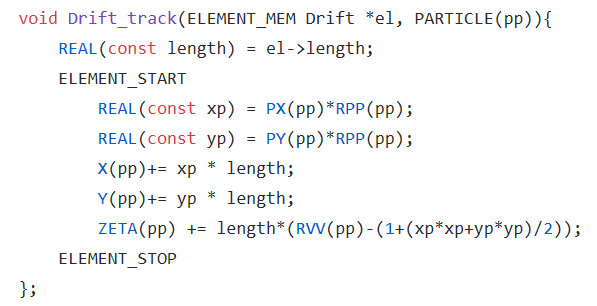 void Drift_track(ELEMENT_MEM Drift *el, PARTICLE(pp)){
    REAL(const length) = el->length;
    ELEMENT_START
        REAL(const xp) = PX(pp)*RPP(pp);
        REAL(const yp) = PY(pp)*RPP(pp);
        X(pp)+= xp * length;
        Y(pp)+= yp * length;
        ZETA(pp) += length*(RVV(pp)-(1+(xp*xp+yp*yp)/2));
    ELEMENT_STOP
};